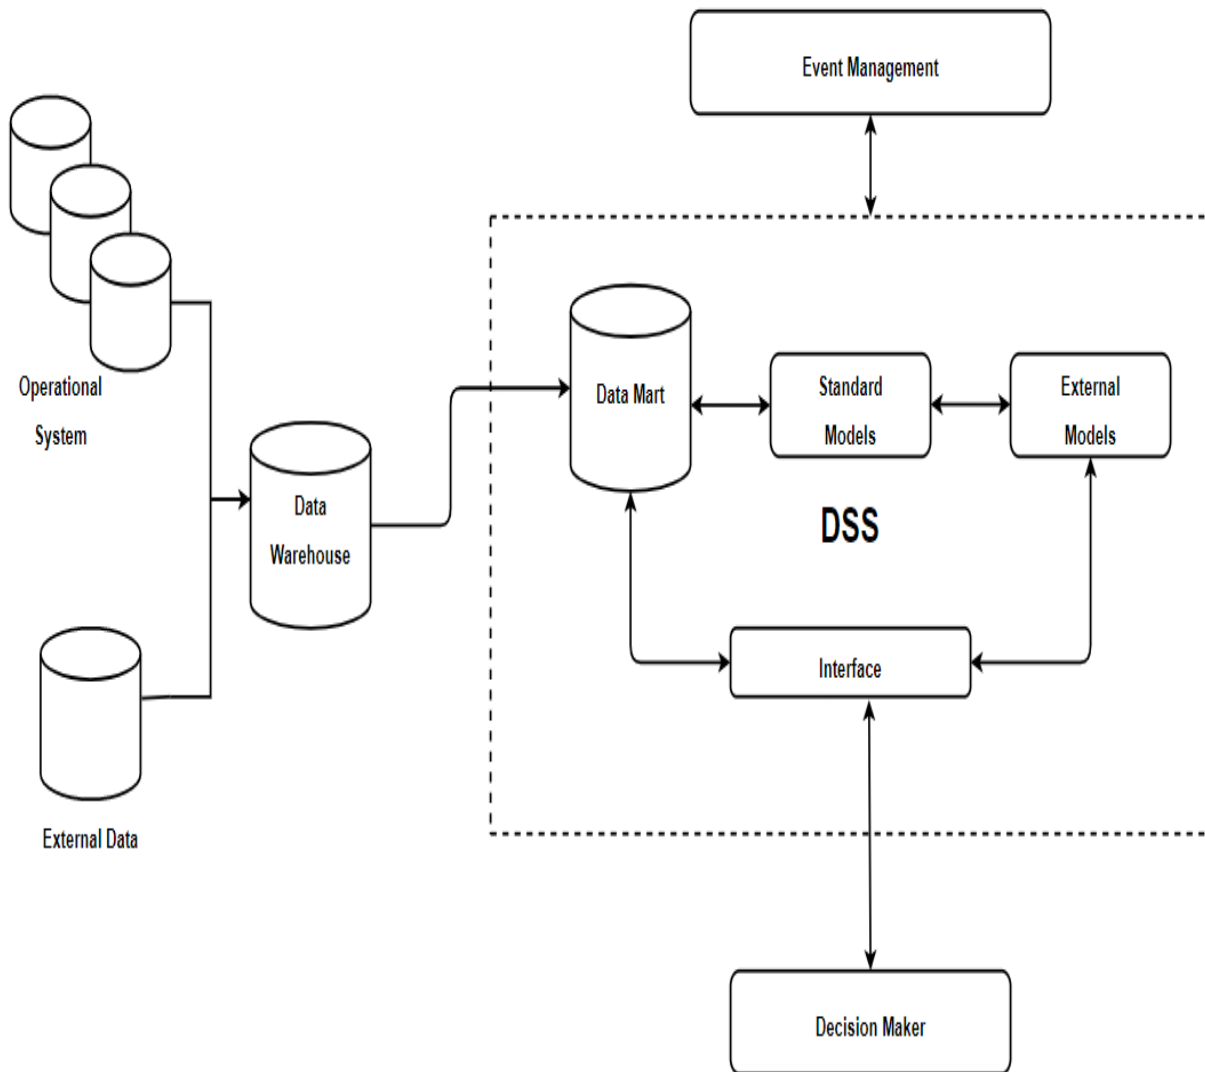 Event Management
Operational
System
Data Mart
Standard
Models
External
Models
Data
Warehouse
DSS
Interface
External Data
Decision Maker